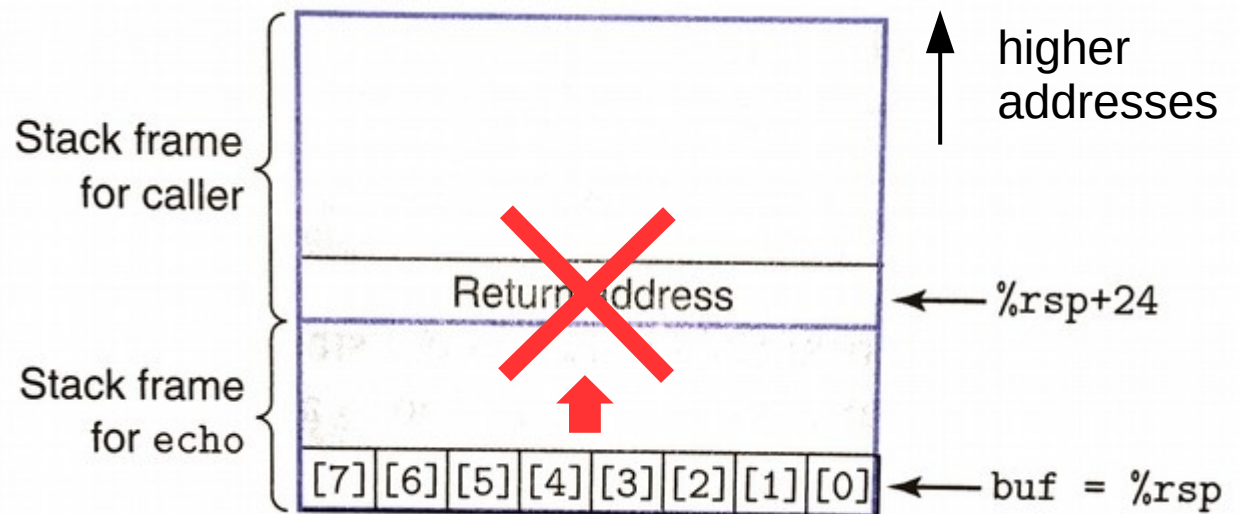 higher
addresses
Stack frame
for caller
Return address
%rsp+24
Stack frame
for echo
[7] [6] [5] [4] [3] [2] [1] [0]
buf = %rsp